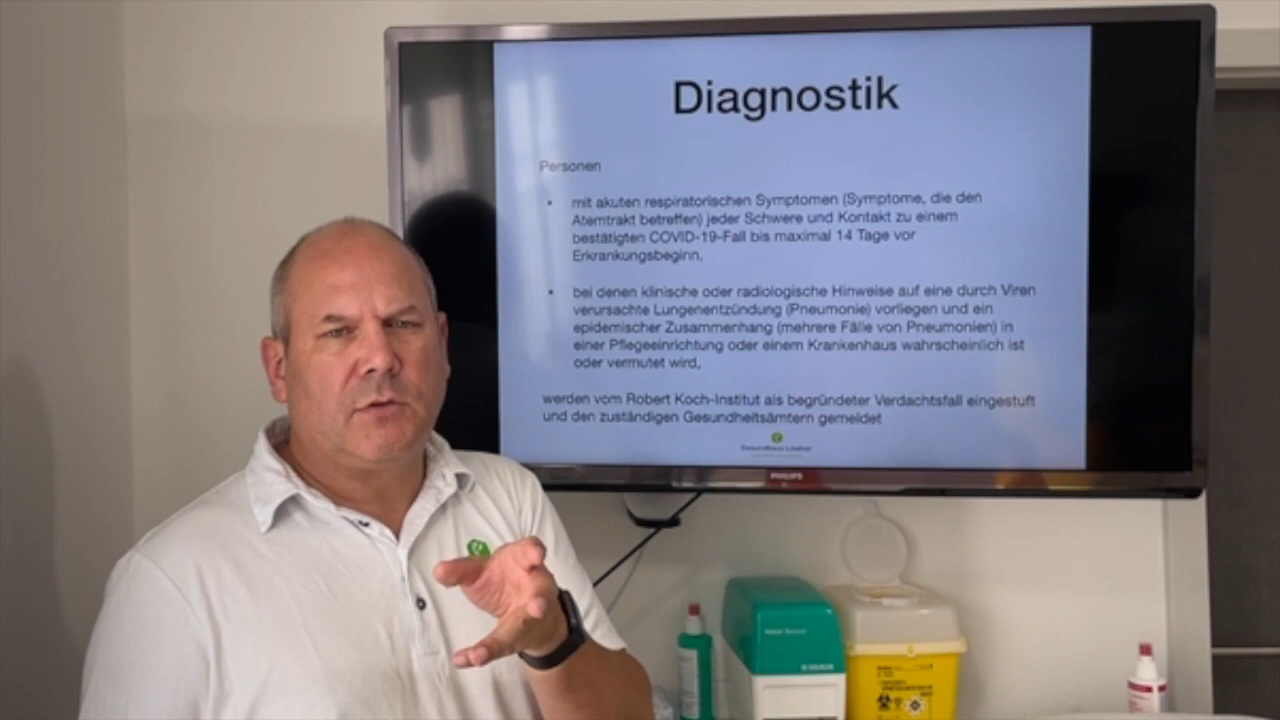 Diagnostik
Personen
• mit akuten respiratorischen Symptomen (Symptome, die den
Atemtrakt betreffen) jeder Schwere und Kontakt zu einem
bestätigten COVID-19-Fall bis maximal 14 Tage vor
Erkrankungsbeginn,
• bei denen klinische oder radiologische Hinweise auf eine durch Viren
verursachte Lungenentzündung (Pneumonie) vorliegen und ein
epidemischer Zusammenhang (mehrere Fälle von Pneumonien) in
einer Pflegeeinrichtung oder einem Krankenhaus wahrscheinlich ist
oder vermutet wird,
werden vom Robert Koch-Institut als begründeter Verdachtsfall eingestuft
und den zuständigen Gesundheitsämtern gemeldet
Gesundhaus Lindner
PHILIPS